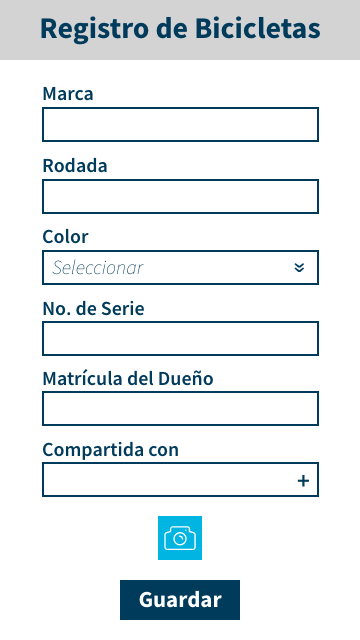 Registro de Bicicletas
Marca
Rodada
Color
Seleccionar
No. de Serie
Matrícula del Dueño
Compartida con
+
Guardar